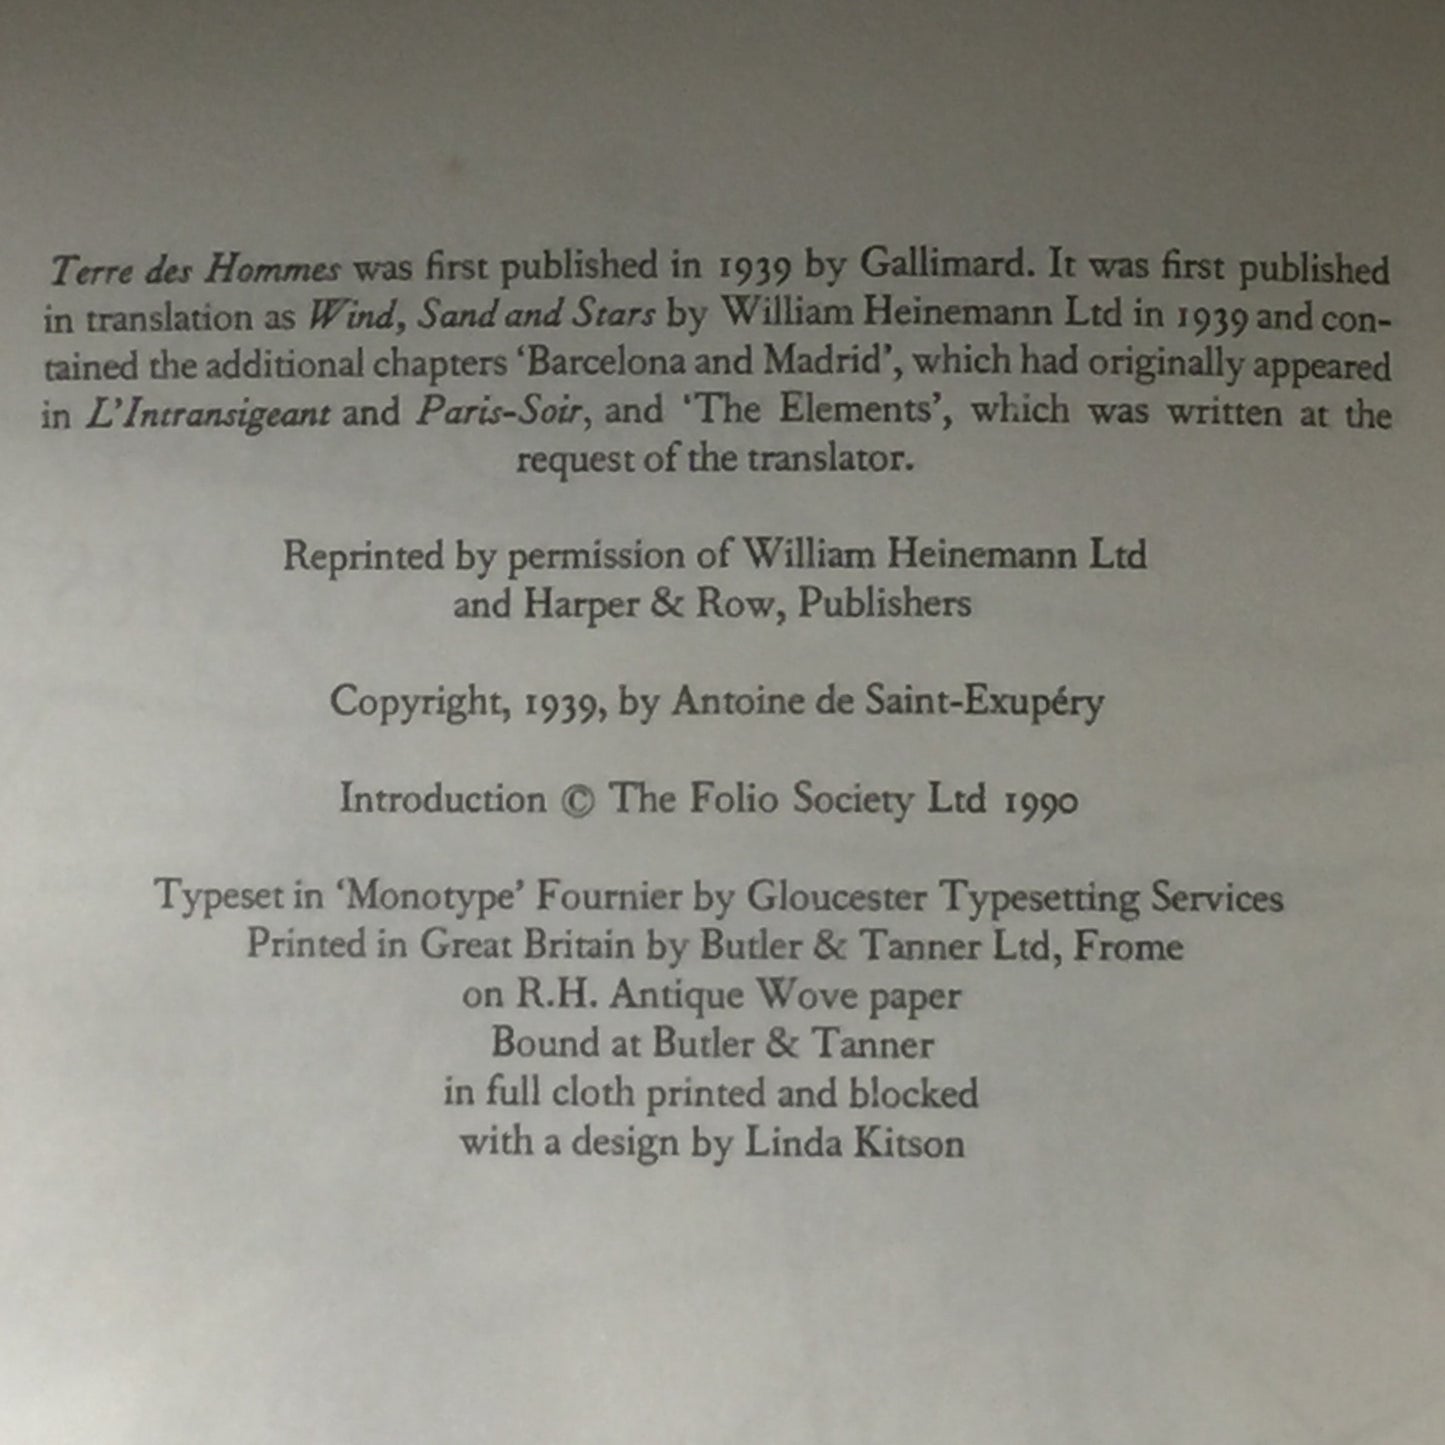 Terre des Hommes was first published in 1939 by Gallimard. It was first published
in translation as Wind, Sand and Stars by William Heinemann Ltd in 1939 and con-
tained the additional chapters ‘Barcelona and Madrid’, which had originally appeared
in L’Intransigeant and Paris-Soir, and ‘The Elements’, which was written at the
request of the translator.
Reprinted by permission of William Heinemann Ltd
and Harper & Row, Publishers
Copyright, 1939, by Antoine de Saint-Exupéry
Introduction © The Folio Society Ltd 1990
Typeset in ‘Monotype’ Fournier by Gloucester Typesetting Services
Printed in Great Britain by Butler & Tanner Ltd, Frome
on R.H. Antique Wove paper
Bound at Butler & Tanner
in full cloth printed and blocked
with a design by Linda Kitson